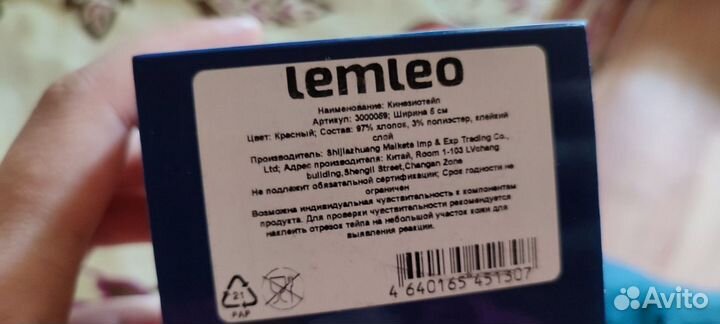 lemleo
Наименование: Кинезиотейп
Артикул: 3000059; Ширина 5 см
Цвет: Красный; Состав: 97% хлопок, 3% полиэстер, клейкий
слой
Производитель: Shijiazhuang Maikete Imp & Exp Trading Co.,
Ltd; Адрес производителя: Китай, Room 1-103 LVcheng
building,Shengli Street,Changan Zone
Не подлежит обязательной сертификации; Срок годности не
ограничен
Возможна индивидуальная чувствительность к компонентам
продукта. Для проверки чувствительности рекомендуется
наклеить отрезок тейпа на небольшой участок кожи для
выявления реакции.
21
PAP
4 640165 451307
Avito